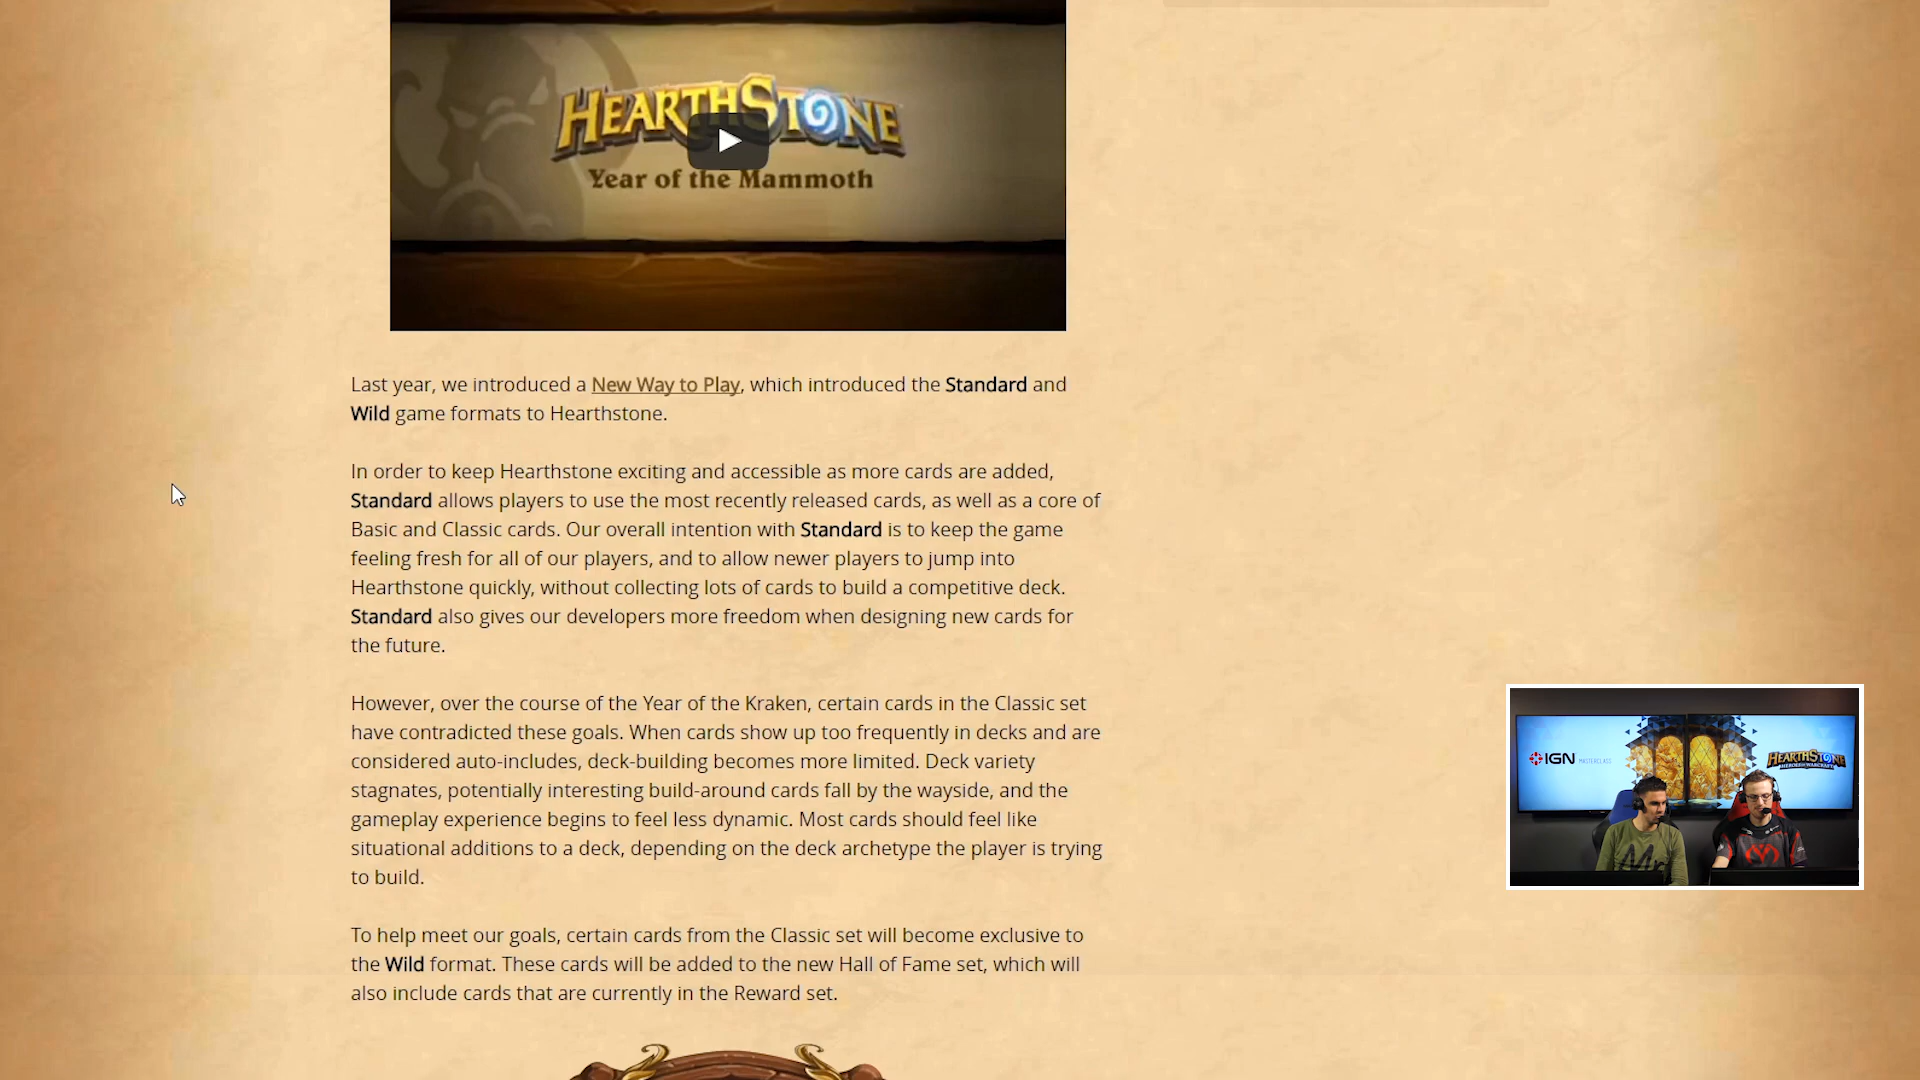 HEARTHSTONE
Year of the Mammoth
Last year, we introduced a New Way to Play, which introduced the Standard and
Wild game formats to Hearthstone.
In order to keep Hearthstone exciting and accessible as more cards are added,
Standard allows players to use the most recently released cards, as well as a core of
Basic and Classic cards. Our overall intention with Standard is to keep the game
feeling fresh for all of our players, and to allow newer players to jump into
Hearthstone quickly, without collecting lots of cards to build a competitive deck.
Standard also gives our developers more freedom when designing new cards for
the future.
However, over the course of the Year of the Kraken, certain cards in the Classic set
have contradicted these goals. When cards show up too frequently in decks and are
considered auto-includes, deck-building becomes more limited. Deck variety
stagnates, potentially interesting build-around cards fall by the wayside, and the
gameplay experience begins to feel less dynamic. Most cards should feel like
situational additions to a deck, depending on the deck archetype the player is trying
to build.
To help meet our goals, certain cards from the Classic set will become exclusive to
the Wild format. These cards will be added to the new Hall of Fame set, which will
also include cards that are currently in the Reward set.
IGN MASTERCLASS
HEARTHSTONE
HEROES OF WARCRAFT